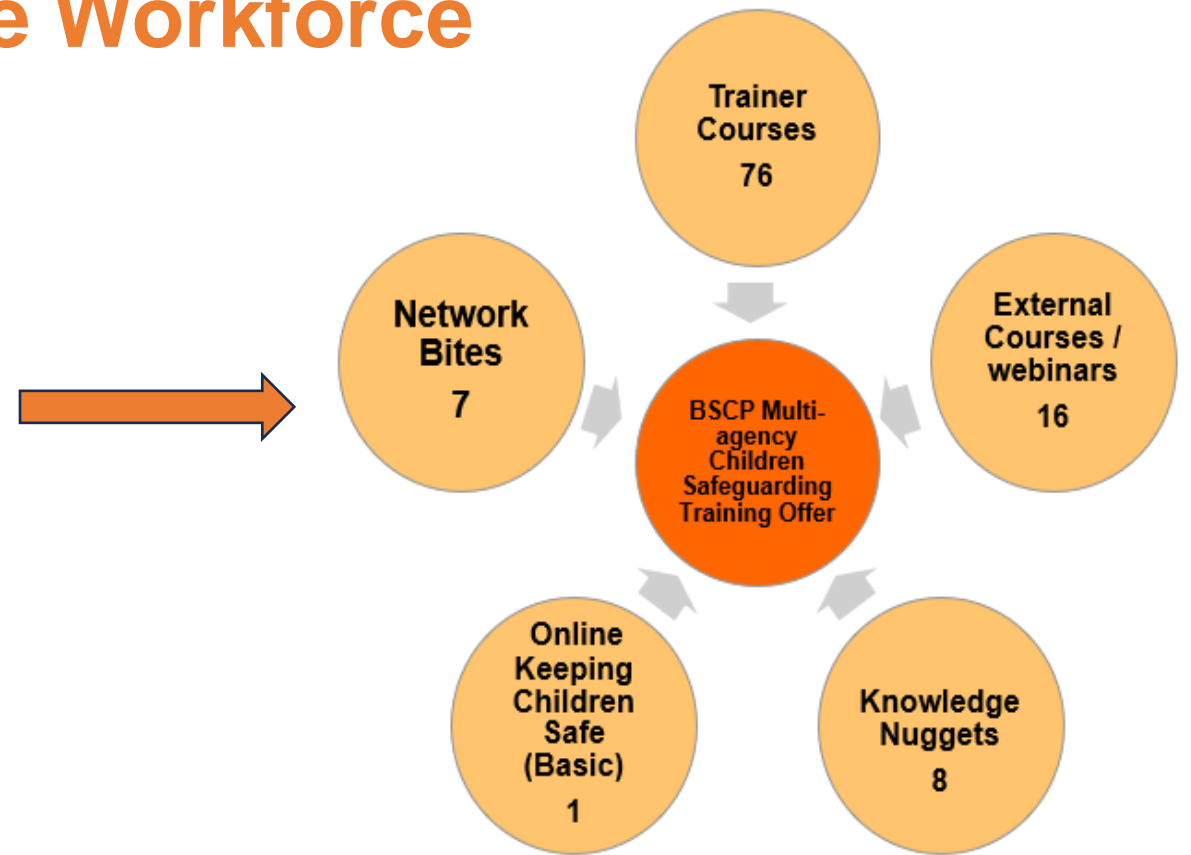 e Workforce
Trainer
Courses
76
Network
Bites
7
External
Courses /
webinars
16
BSCP Multi-
agency
Children
Safeguarding
Training Offer
Online
Keeping
Children
Safe
(Basic)
1
Knowledge
Nuggets
8